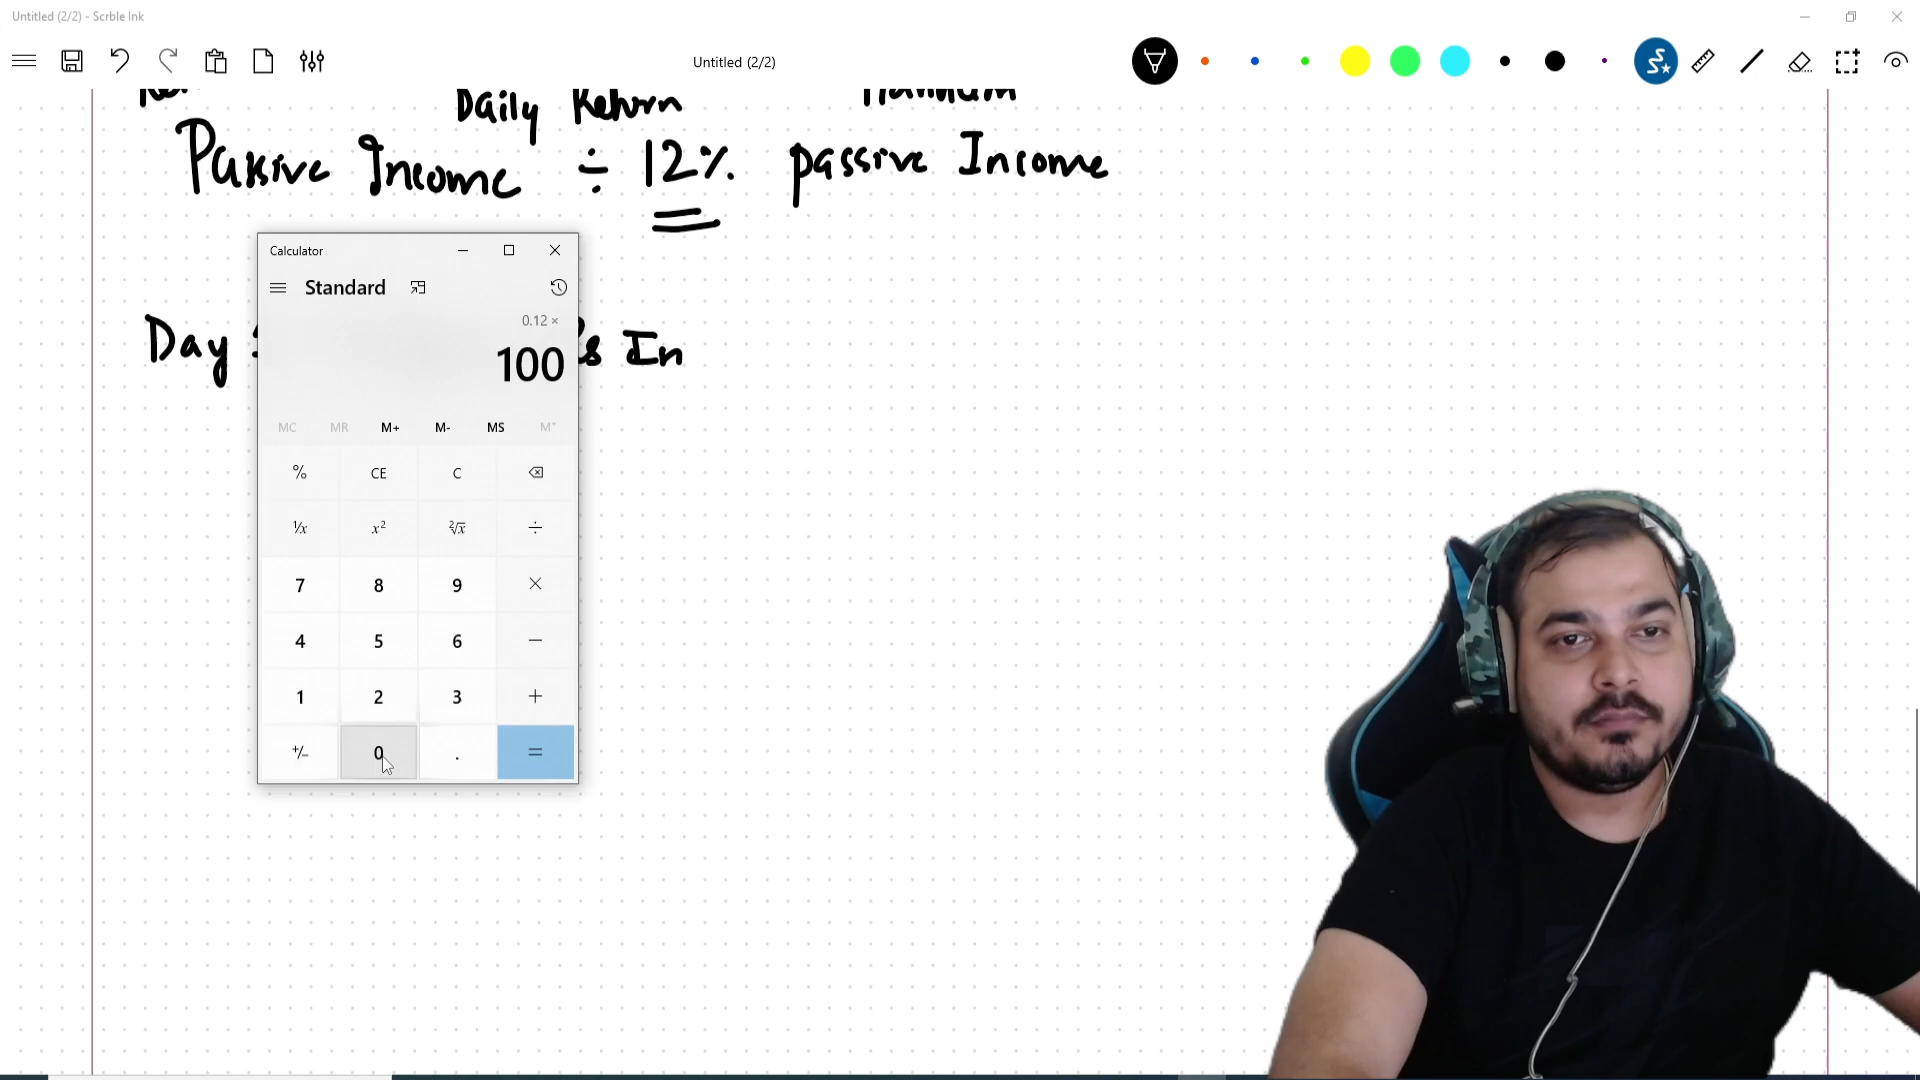 Untitled (2/2) - Scrble Ink
Untitled (2/2)
Daily Return
Passive Income ÷ 12% passive Income
Calculator
Standard
0.12 ×
100
Day In
MC MR M+ M- MS M˅
% CE C
¹/x x² ²√x ÷
7 8 9 ×
4 5 6 −
1 2 3 +
+/− 0 . =